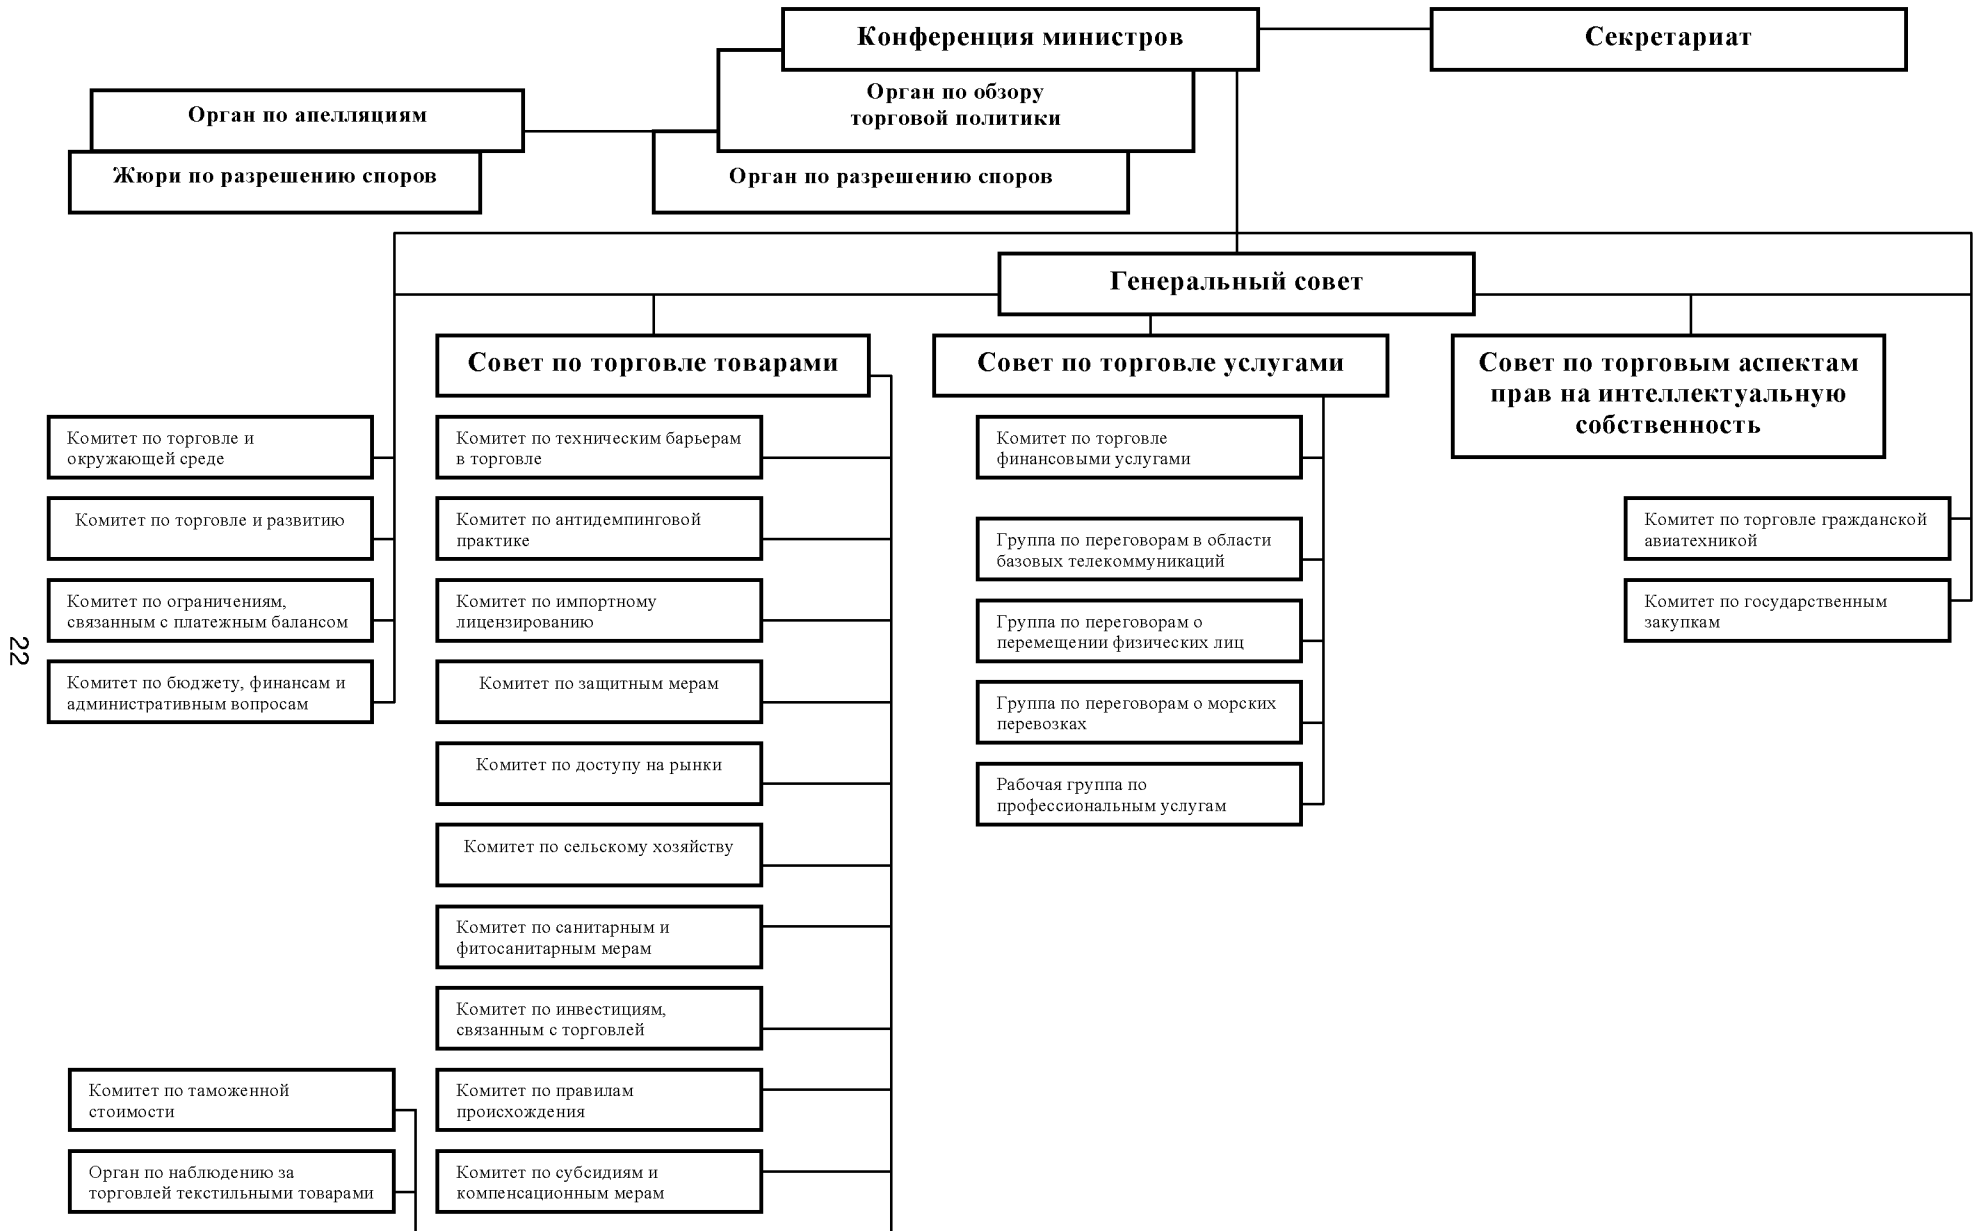 Конференция министров
Секретариат
Орган по обзору
торговой политики
Орган по апелляциям
Жюри по разрешению споров
Орган по разрешению споров
Генеральный совет
Совет по торговле товарами
Совет по торговле услугами
Совет по торговым аспектам
прав на интеллектуальную
собственность
Комитет по торговле и
окружающей среде
Комитет по торговле и развитию
Комитет по ограничениям,
связанным с платежным балансом
Комитет по бюджету, финансам и
административным вопросам
Комитет по техническим барьерам
в торговле
Комитет по антидемпинговой
практике
Комитет по импортному
лицензированию
Комитет по защитным мерам
Комитет по доступу на рынки
Комитет по сельскому хозяйству
Комитет по санитарным и
фитосанитарным мерам
Комитет по инвестициям,
связанным с торговлей
Комитет по правилам
происхождения
Комитет по субсидиям и
компенсационным мерам
Комитет по таможенной
стоимости
Орган по наблюдению за
торговлей текстильными товарами
Комитет по торговле
финансовыми услугами
Группа по переговорам в области
базовых телекоммуникаций
Группа по переговорам о
перемещении физических лиц
Группа по переговорам о морских
перевозках
Рабочая группа по
профессиональным услугам
Комитет по торговле гражданской
авиатехникой
Комитет по государственным
закупкам
22